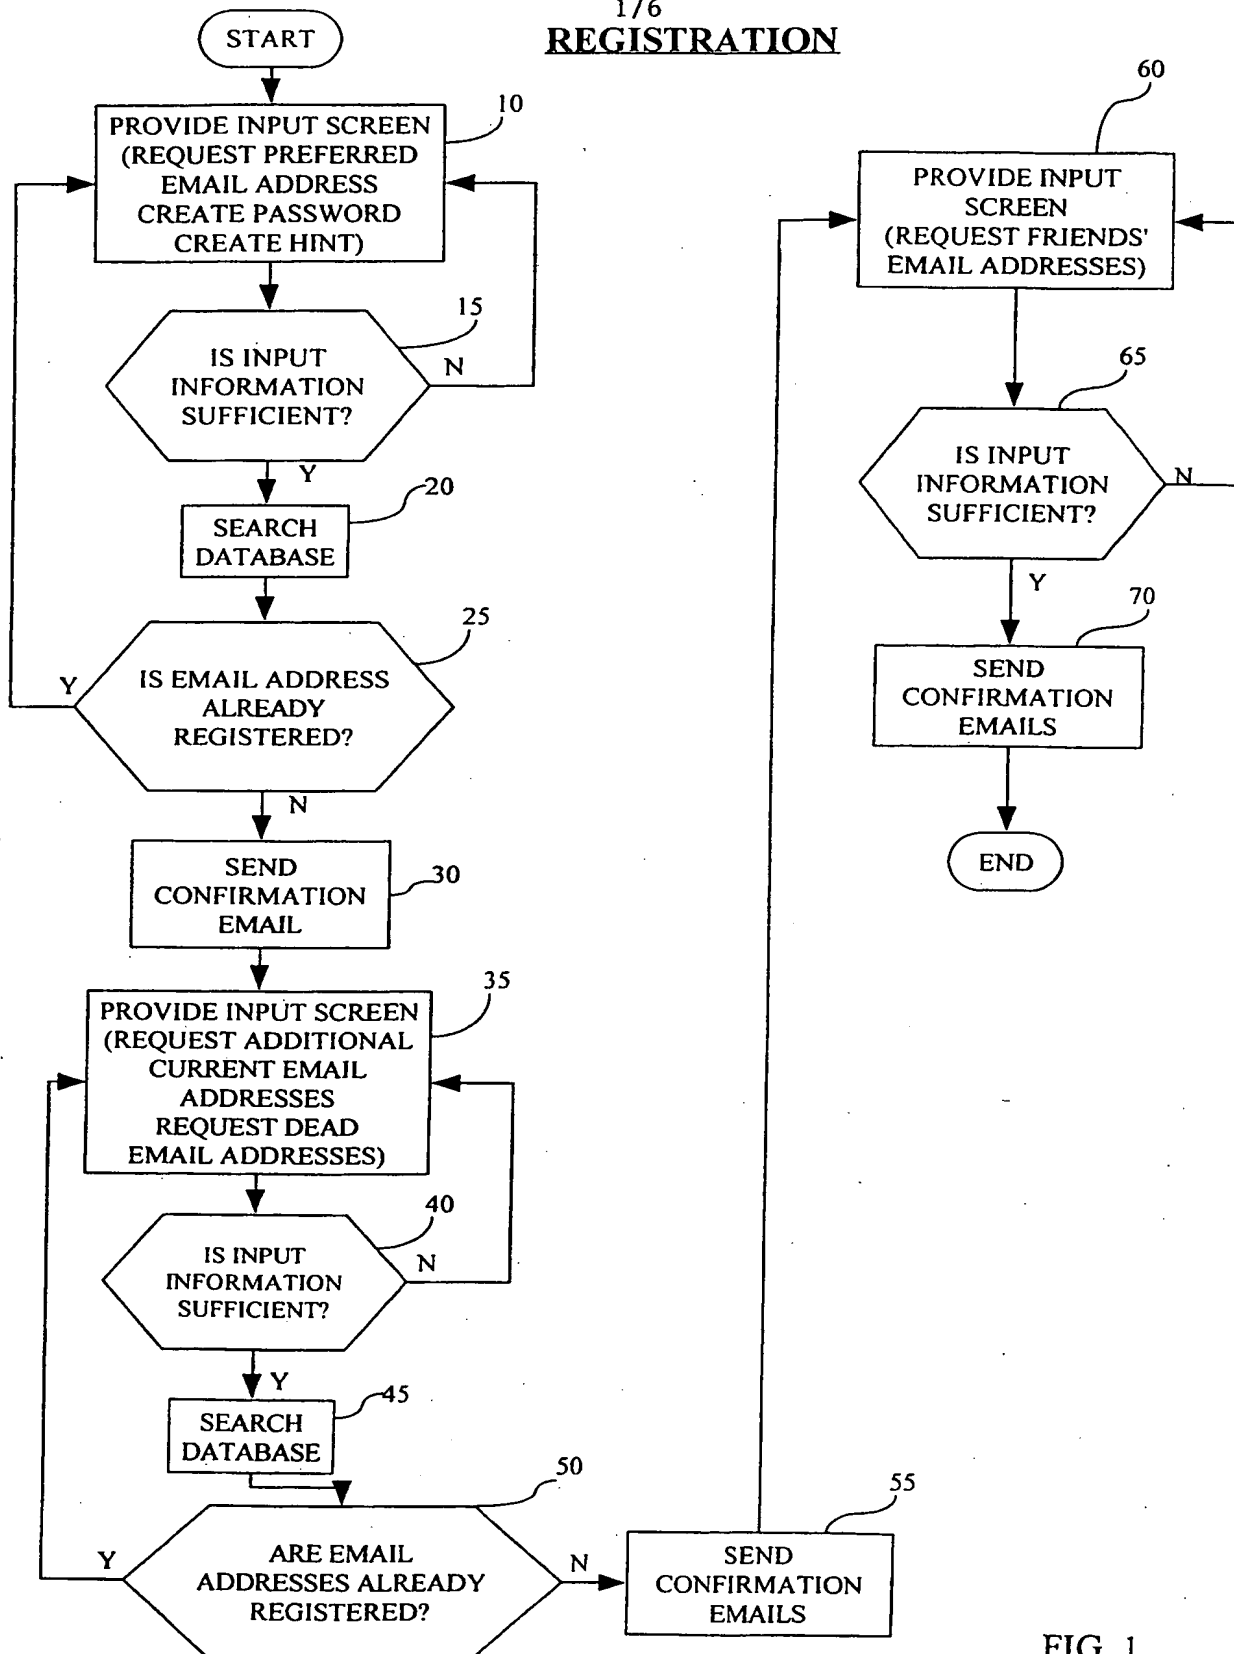 1/6
REGISTRATION
START
10
PROVIDE INPUT SCREEN
(REQUEST PREFERRED
EMAIL ADDRESS
CREATE PASSWORD
CREATE HINT)
15
IS INPUT
INFORMATION
SUFFICIENT?
N
Y
20
SEARCH
DATABASE
25
IS EMAIL ADDRESS
ALREADY
REGISTERED?
Y
N
30
SEND
CONFIRMATION
EMAIL
35
PROVIDE INPUT SCREEN
(REQUEST ADDITIONAL
CURRENT EMAIL
ADDRESSES
REQUEST DEAD
EMAIL ADDRESSES)
40
IS INPUT
INFORMATION
SUFFICIENT?
N
Y
45
SEARCH
DATABASE
50
ARE EMAIL
ADDRESSES ALREADY
REGISTERED?
Y
N
55
SEND
CONFIRMATION
EMAILS
60
PROVIDE INPUT
SCREEN
(REQUEST FRIENDS'
EMAIL ADDRESSES)
65
IS INPUT
INFORMATION
SUFFICIENT?
N
Y
70
SEND
CONFIRMATION
EMAILS
END
FIG. 1